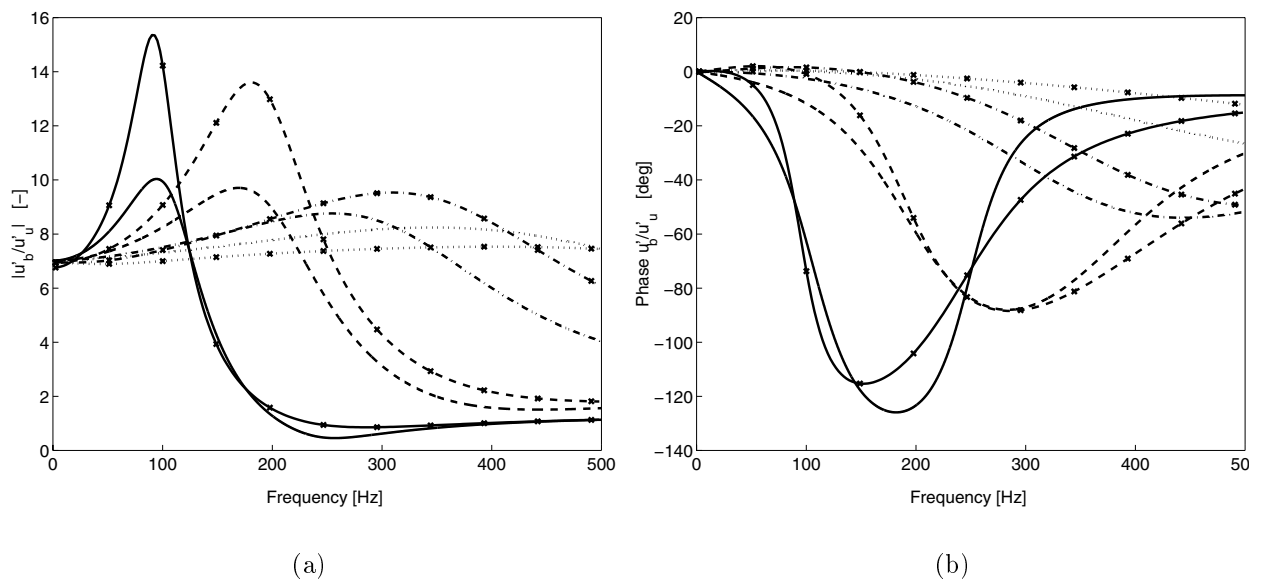 16
14
12
10
8
6
4
2
0
|u'b/u'u| [–]
0 100 200 300 400 500
Frequency [Hz]
(a)
20
0
−20
−40
−60
−80
−100
−120
−140
Phase u'b/u'u [deg]
0 100 200 300 400 50
Frequency [Hz]
(b)